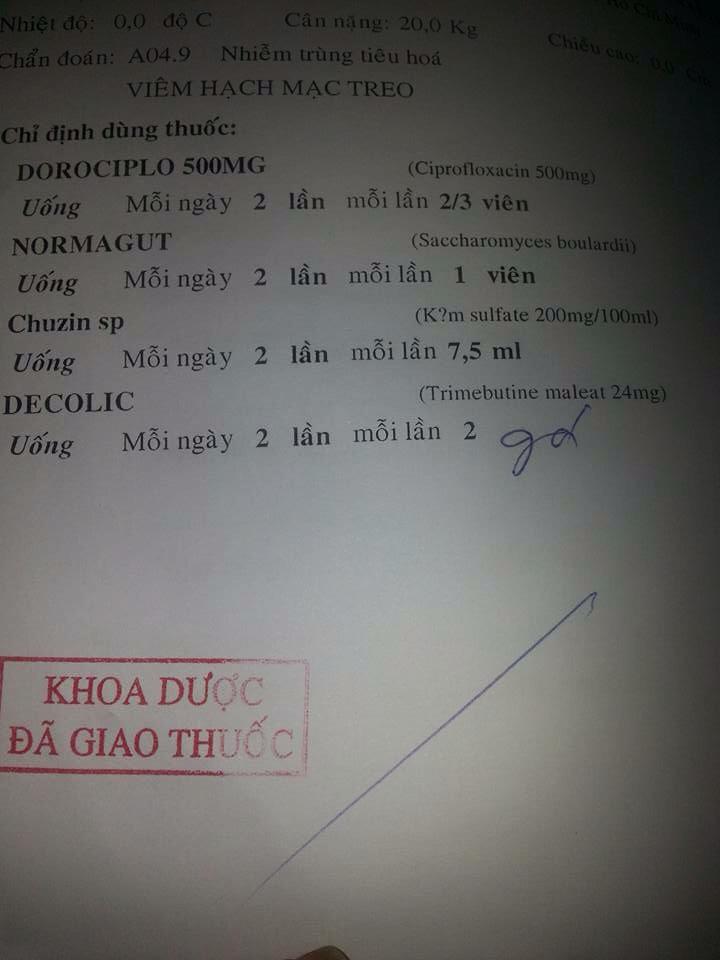 Nhiệt độ: 0,0 độ C Cân nặng: 20,0 Kg
Chiều cao: 0,0
Chẩn đoán: A04.9 Nhiễm trùng tiêu hoá
VIÊM HẠCH MẠC TREO
Chỉ định dùng thuốc:
DOROCIPLO 500MG (Ciprofloxacin 500mg)
Uống Mỗi ngày 2 lần mỗi lần 2/3 viên
NORMAGUT (Saccharomyces boulardii)
Uống Mỗi ngày 2 lần mỗi lần 1 viên
Chuzin sp (K?m sulfate 200mg/100ml)
Uống Mỗi ngày 2 lần mỗi lần 7,5 ml
DECOLIC (Trimebutine maleat 24mg)
Uống Mỗi ngày 2 lần mỗi lần 2 gói
KHOA DƯỢC
ĐÃ GIAO THUỐC